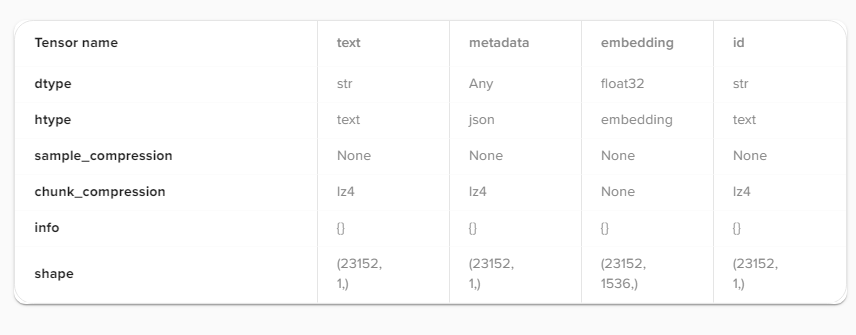 Tensor name text metadata embedding id
dtype str Any float32 str
htype text json embedding text
sample_compression None None None None
chunk_compression lz4 lz4 None lz4
info {} {} {} {}
shape (23152, (23152, (23152, (23152,
1,) 1,) 1536,) 1,)